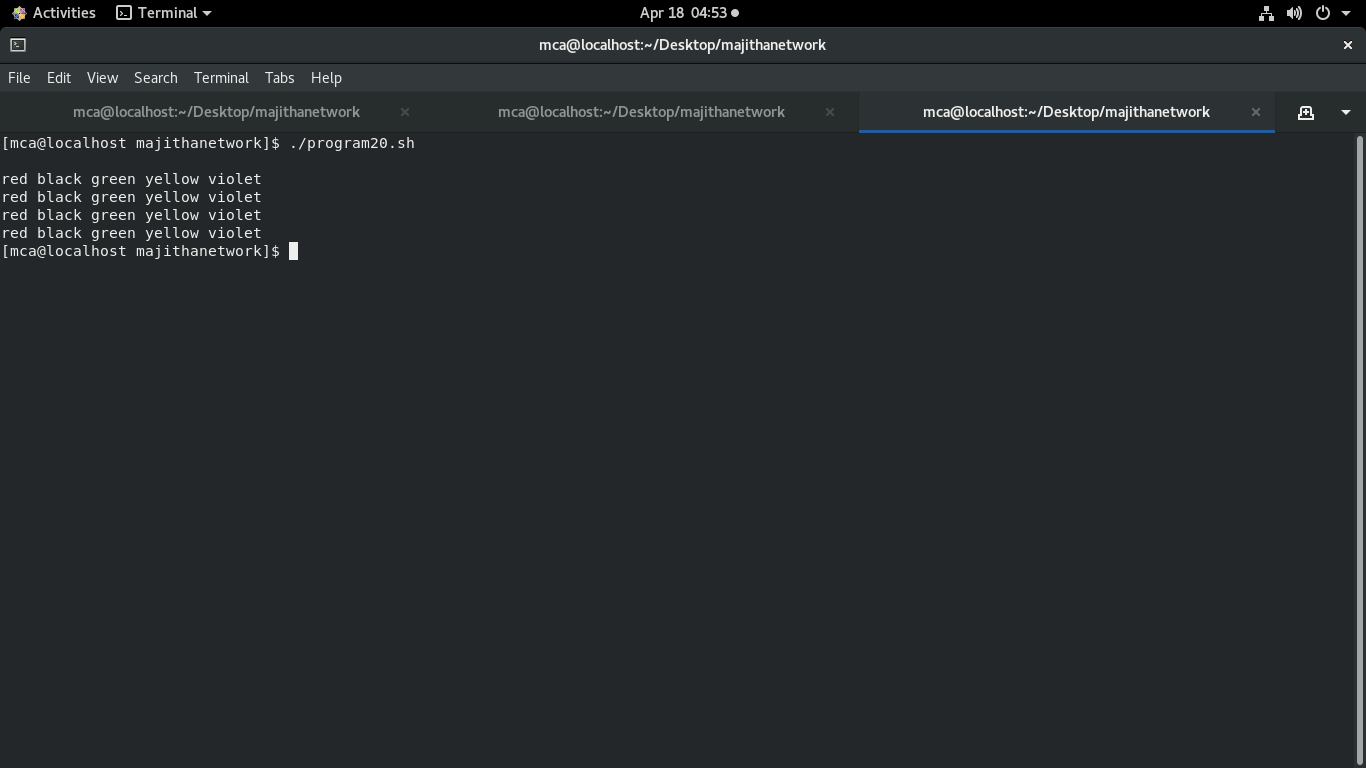 Activities Terminal Apr 18 04:53
mca@localhost:~/Desktop/majithanetwork
File Edit View Search Terminal Tabs Help
mca@localhost:~/Desktop/majithanetwork mca@localhost:~/Desktop/majithanetwork mca@localhost:~/Desktop/majithanetwork
[mca@localhost majithanetwork]$ ./program20.sh
red black green yellow violet
red black green yellow violet
red black green yellow violet
red black green yellow violet
[mca@localhost majithanetwork]$